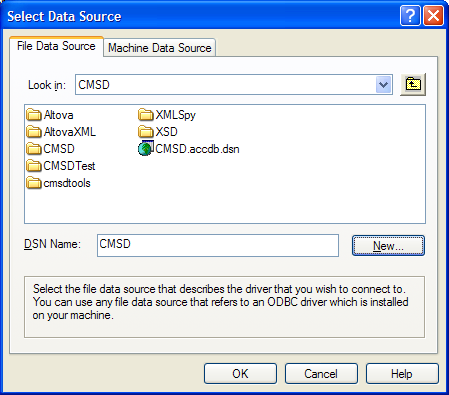 Select Data Source
File Data Source Machine Data Source
Look in: CMSD
Altova XMLSpy
AltovaXML XSD
CMSD CMSD.accdb.dsn
CMSDTest
cmsdtools
DSN Name: CMSD New...
Select the file data source that describes the driver that you wish to connect to.
You can use any file data source that refers to an ODBC driver which is installed
on your machine.
OK Cancel Help